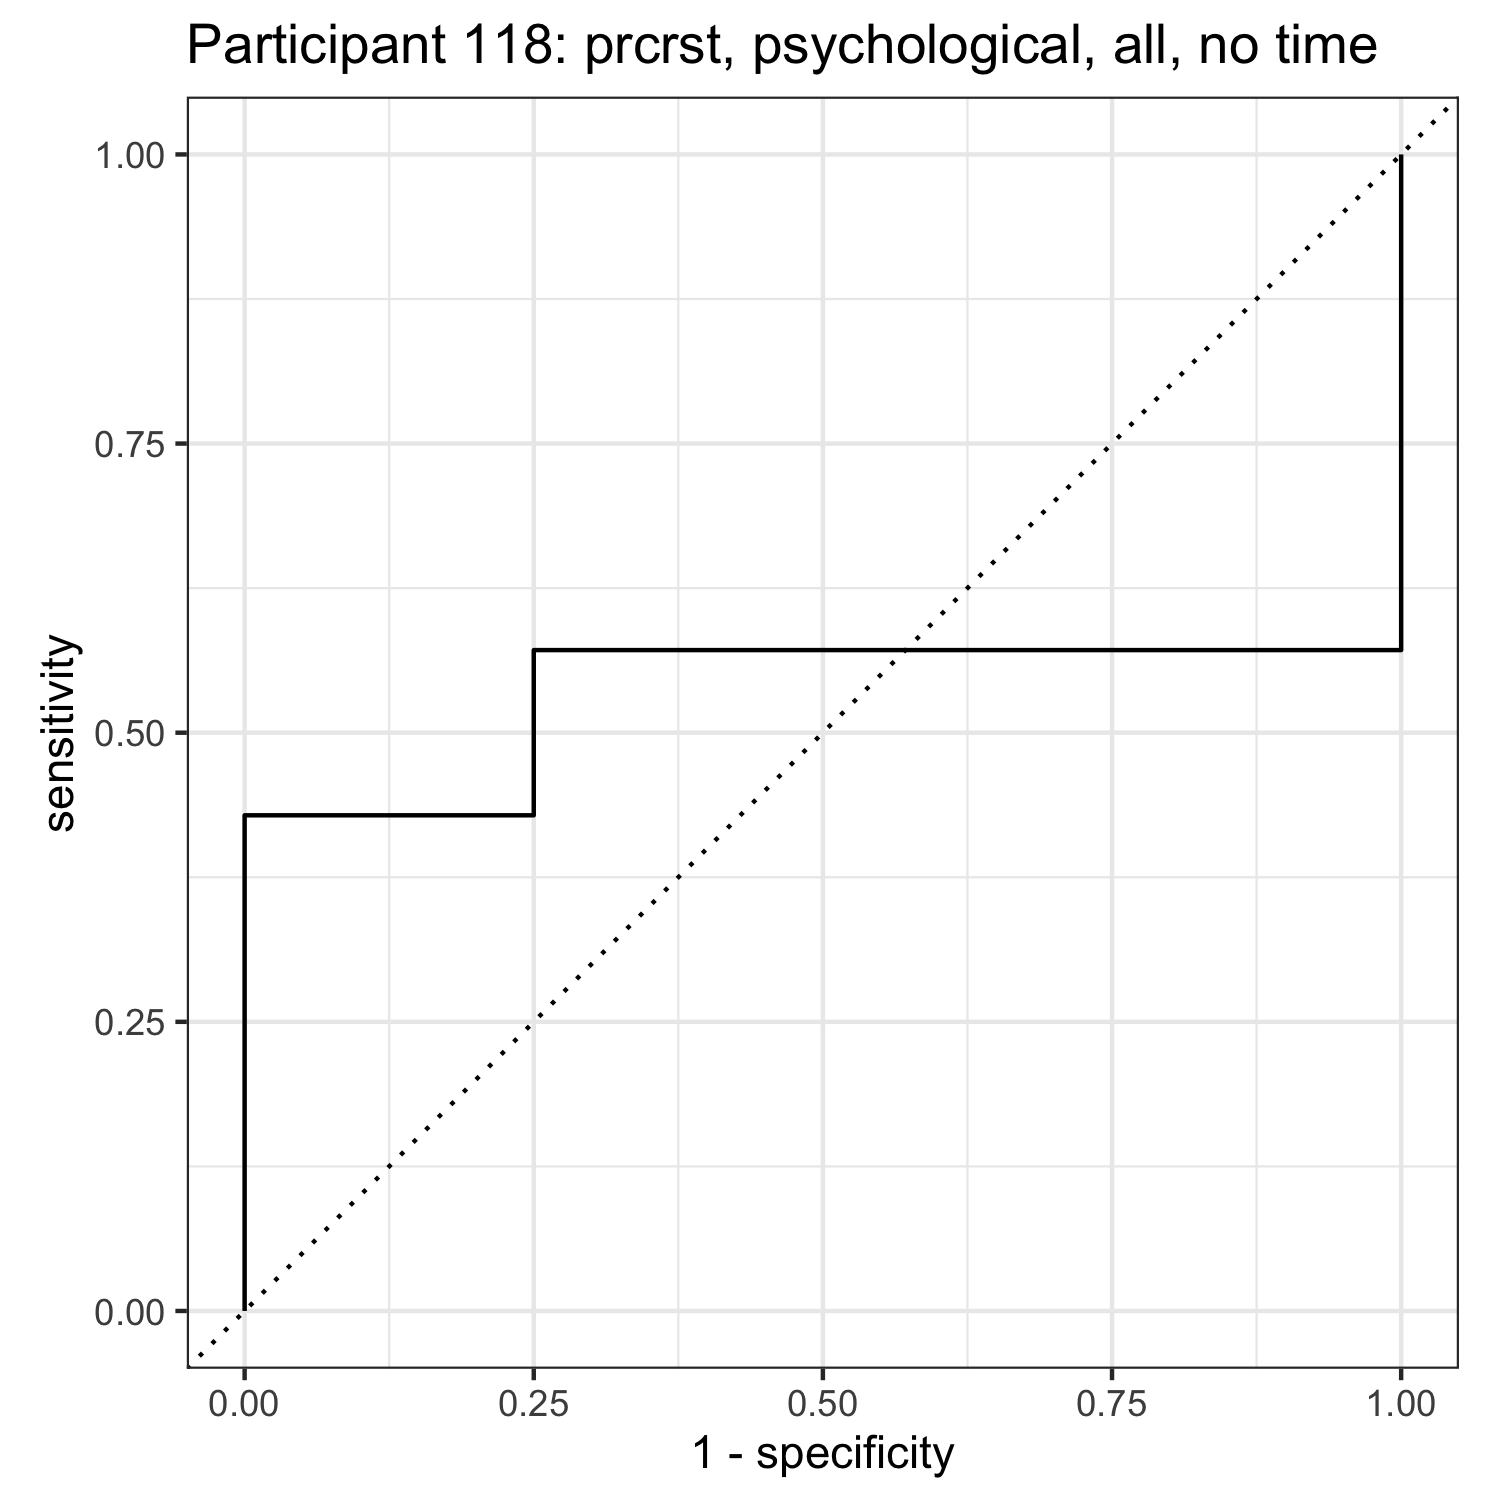 Participant 118: prcrst, psychological, all, no time
1.00
0.75
0.50
0.25
0.00
sensitivity
0.00 0.25 0.50 0.75 1.00
1 - specificity